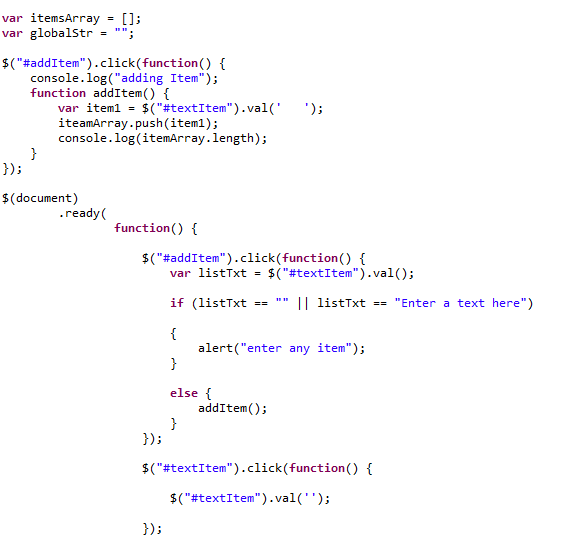 var itemsArray = [];
var globalStr = "";
$("#addItem").click(function() {
    console.log("adding Item");
    function addItem() {
        var item1 = $("#textItem").val('   ');
        iteamArray.push(item1);
        console.log(itemArray.length);
    }
});
$(document)
        .ready(
                function() {
                    $("#addItem").click(function() {
                        var listTxt = $("#textItem").val();
                        if (listTxt == "" || listTxt == "Enter a text here")
                        {
                            alert("enter any item");
                        }
                        else {
                            addItem();
                        }
                    });
                    $("#textItem").click(function() {
                        $("#textItem").val('');
                    });